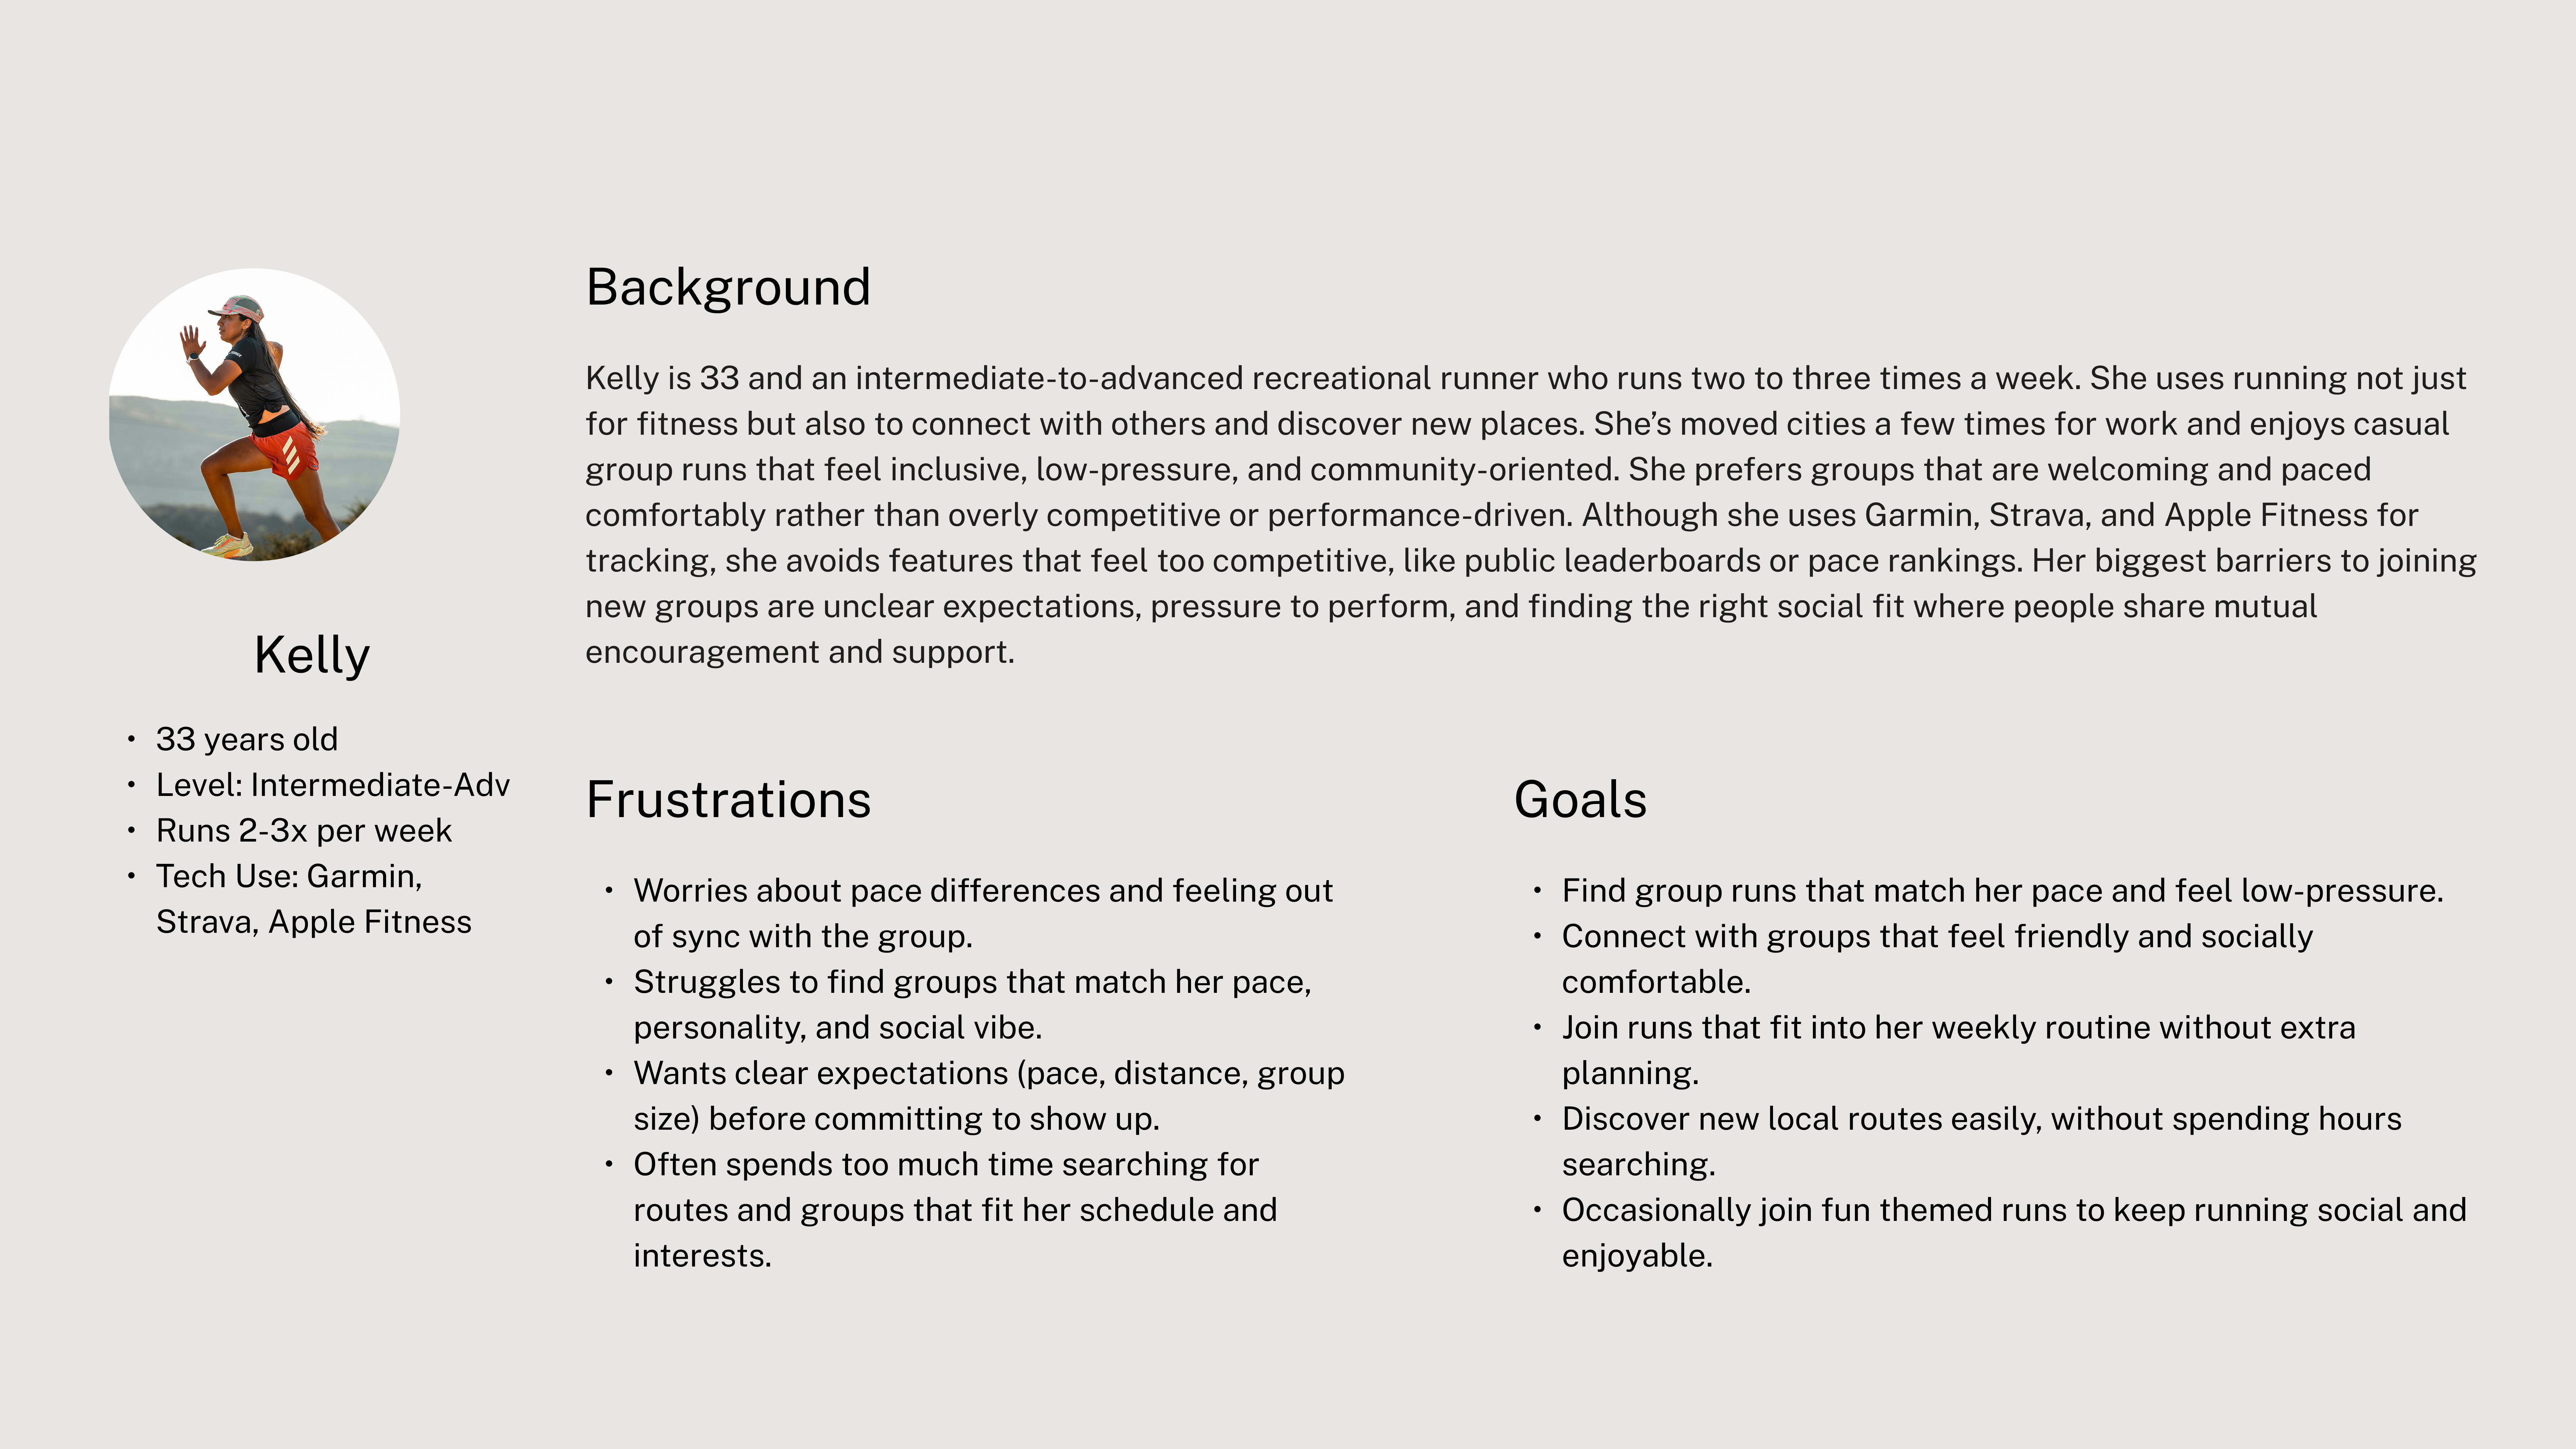 Background
Kelly is 33 and an intermediate-to-advanced recreational runner who runs two to three times a week. She uses running not just
for fitness but also to connect with others and discover new places. She’s moved cities a few times for work and enjoys casual
group runs that feel inclusive, low-pressure, and community-oriented. She prefers groups that are welcoming and paced
comfortably rather than overly competitive or performance-driven. Although she uses Garmin, Strava, and Apple Fitness for
tracking, she avoids features that feel too competitive, like public leaderboards or pace rankings. Her biggest barriers to joining
new groups are unclear expectations, pressure to perform, and finding the right social fit where people share mutual
encouragement and support.
Kelly
• 33 years old
• Level: Intermediate-Adv
• Runs 2-3x per week
• Tech Use: Garmin,
Strava, Apple Fitness
Frustrations
• Worries about pace differences and feeling out
of sync with the group.
• Struggles to find groups that match her pace,
personality, and social vibe.
• Wants clear expectations (pace, distance, group
size) before committing to show up.
• Often spends too much time searching for
routes and groups that fit her schedule and
interests.
Goals
• Find group runs that match her pace and feel low-pressure.
• Connect with groups that feel friendly and socially
comfortable.
• Join runs that fit into her weekly routine without extra
planning.
• Discover new local routes easily, without spending hours
searching.
• Occasionally join fun themed runs to keep running social and
enjoyable.